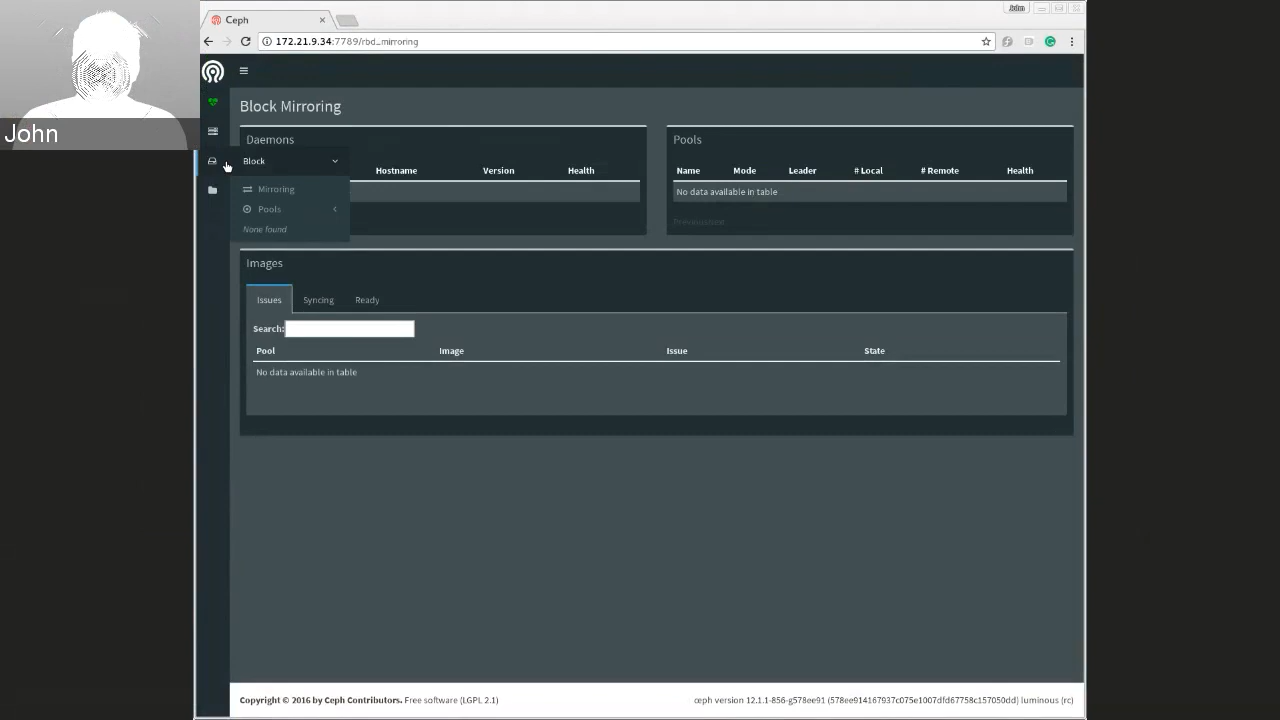 Ceph
John
172.21.9.34:7789/rbd_mirroring
John
Block Mirroring
Daemons
Hostname Version Health
Block
Mirroring
Pools
None found
Pools
Name Mode Leader # Local # Remote Health
No data available in table
PreviousNext
Images
Issues Syncing Ready
Search:
Pool Image Issue State
No data available in table
Copyright © 2016 by Ceph Contributors. Free software (LGPL 2.1)
ceph version 12.1.1-856-g578ee91 (578ee914167937c075e1007dfd67758c157050dd) luminous (rc)